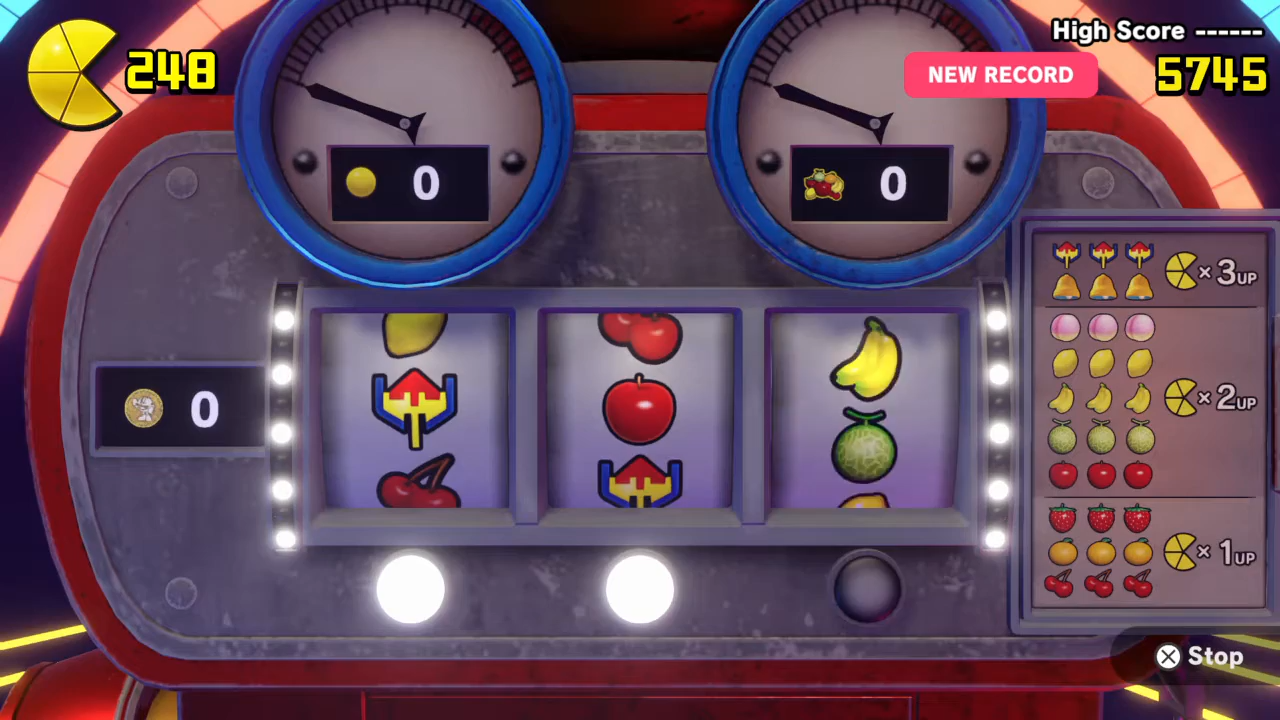 248
High Score ------
NEW RECORD
5745
0
0
× 3UP
0
× 2UP
× 1UP
Stop